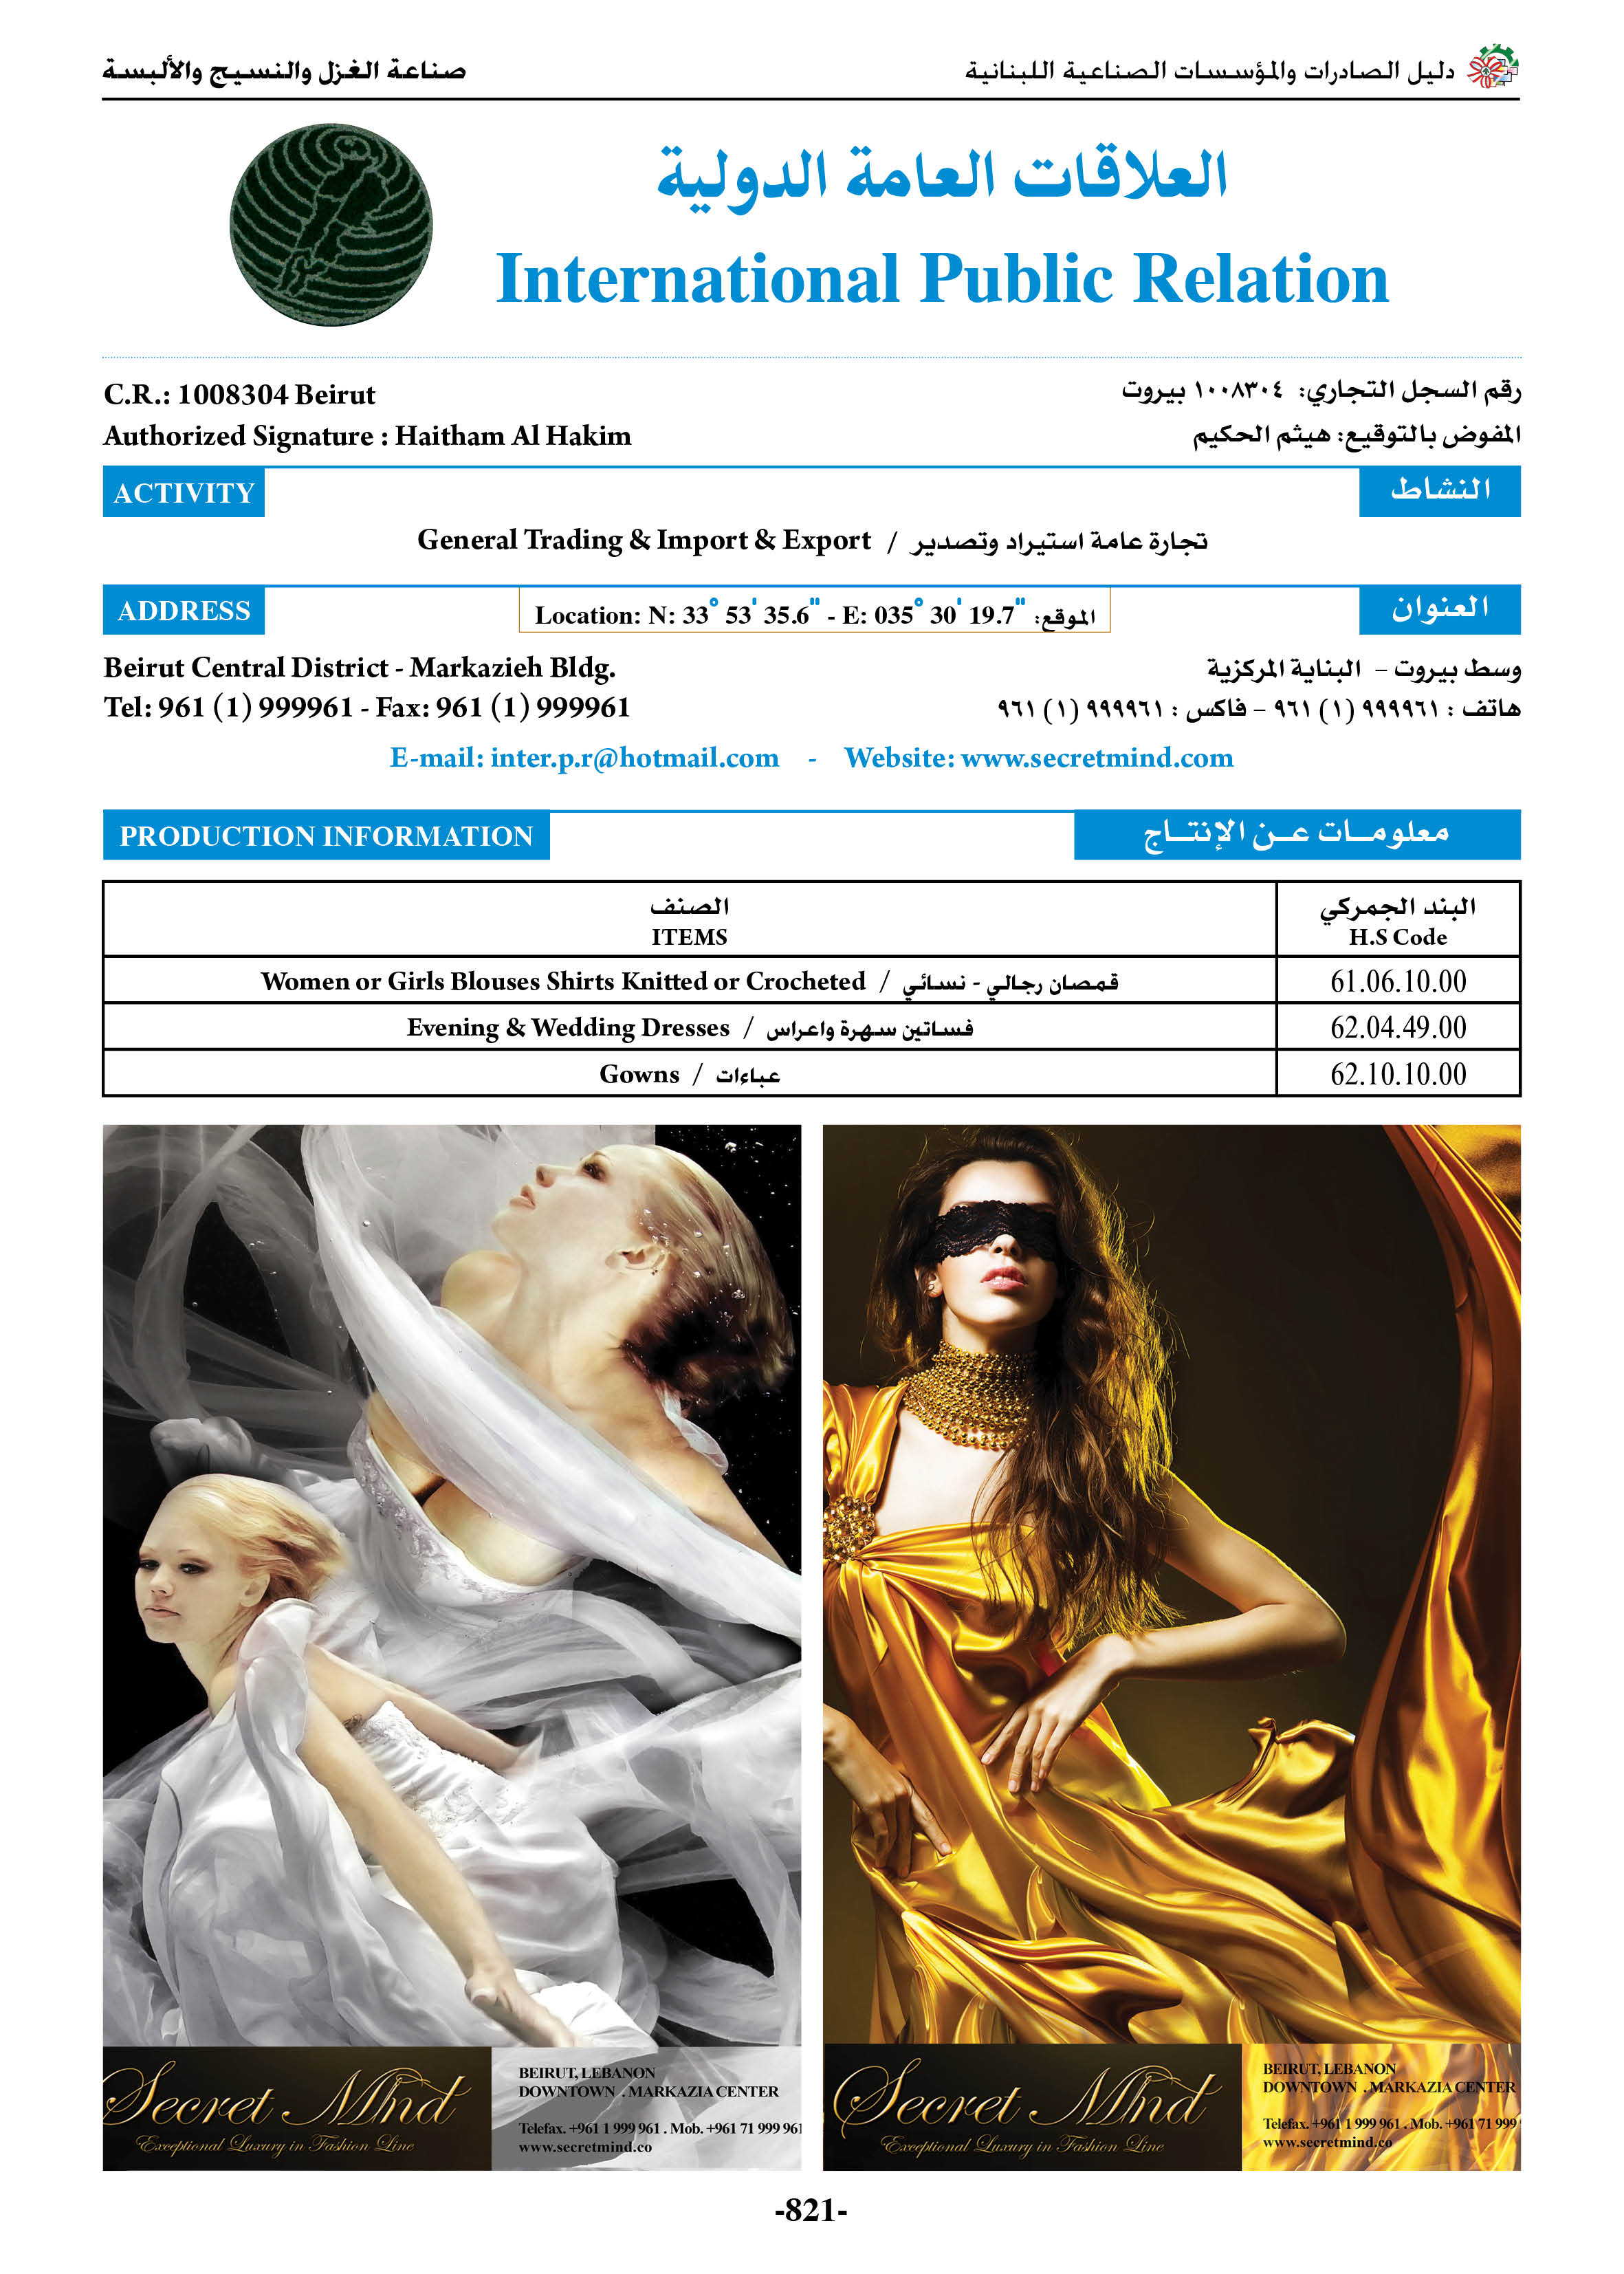 دليل الصادرات والمؤسسات الصناعية اللبنانية
صناعة الغزل والنسيج والألبسة
العلاقات العامة الدولية
International Public Relation
C.R.: 1008304 Beirut
رقم السجل التجاري: ١٠٠٨٣٠٤ بيروت
Authorized Signature : Haitham Al Hakim
المفوض بالتوقيع: هيثم الحكيم
ACTIVITY
النشاط
General Trading & Import & Export / تجارة عامة استيراد وتصدير
ADDRESS
Location: N: 33° 53' 35.6" - E: 035° 30' 19.7" الموقع:
العنوان
Beirut Central District - Markazieh Bldg.
وسط بيروت – البناية المركزية
Tel: 961 (1) 999961 - Fax: 961 (1) 999961
هاتف : ٩٩٩٩٦١ (١) ٩٦١ – فاكس : ٩٩٩٩٦١ (١) ٩٦١
E-mail: inter.p.r@hotmail.com - Website: www.secretmind.com
PRODUCTION INFORMATION
معلومــات عــن الإنتــاج
الصنف
ITEMS
البند الجمركي
H.S Code
Women or Girls Blouses Shirts Knitted or Crocheted / قمصان رجالي - نسائي
61.06.10.00
Evening & Wedding Dresses / فساتين سهرة واعراس
62.04.49.00
Gowns / عباءات
62.10.10.00
Secret Mind
Exceptional Luxury in Fashion Line
BEIRUT, LEBANON
DOWNTOWN . MARKAZIA CENTER
Telefax. +961 1 999 961 . Mob. +961 71 999 961
www.secretmind.co
Secret Mind
Exceptional Luxury in Fashion Line
BEIRUT, LEBANON
DOWNTOWN . MARKAZIA CENTER
Telefax. +961 1 999 961 . Mob. +961 71 999
www.secretmind.co
-821-